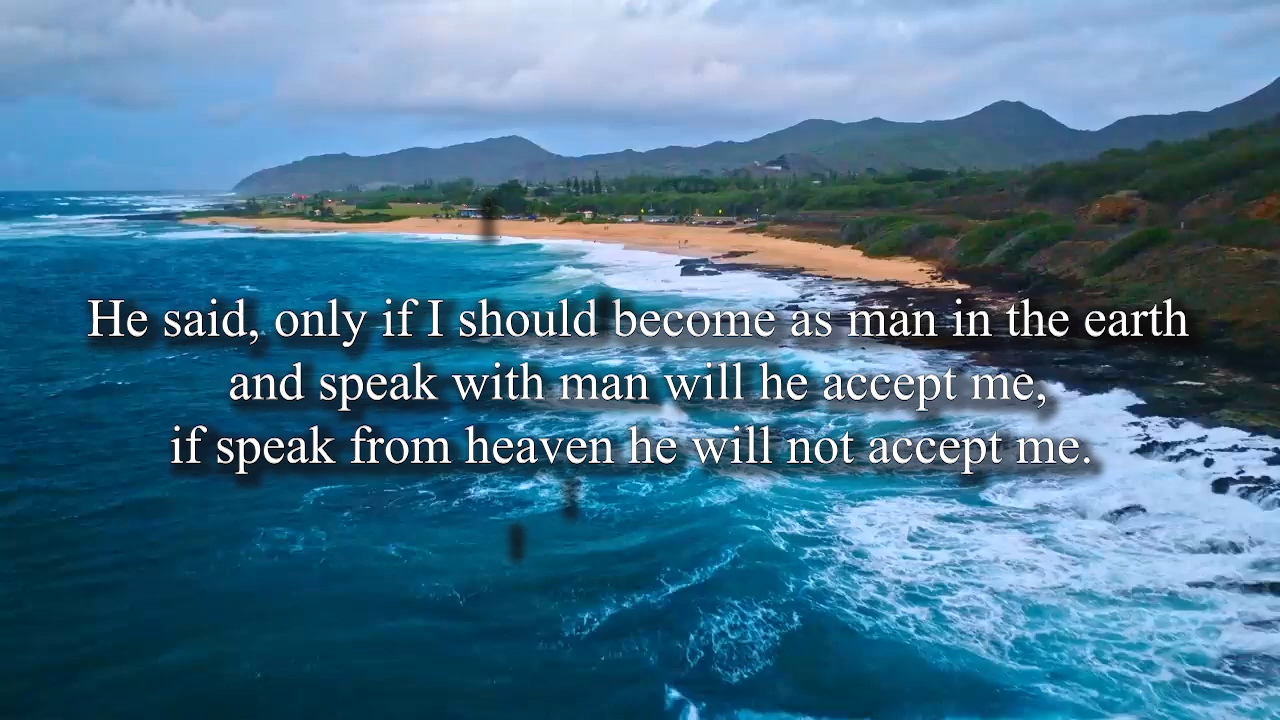 He said, only if I should become as man in the earth
and speak with man will he accept me,
if speak from heaven he will not accept me.